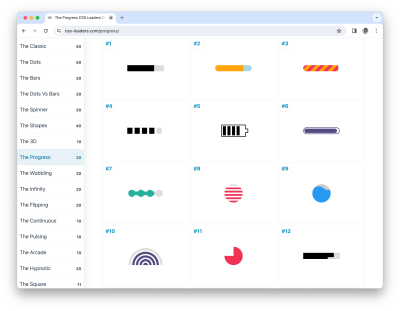 The Progress CSS Loaders
css-loaders.com/progress/
The Classic 40
The Dots 50
The Bars 20
The Dots Vs Bars 20
The Spinner 30
The Shapes 40
The 3D 10
The Progress 20
The Wobbling 20
The Infinity 20
The Flipping 20
The Continuous 10
The Pulsing 10
The Arcade 10
The Hypnotic 20
The Square 11
#1
#2
#3
#4
#5
#6
#7
#8
#9
#10
#11
#12